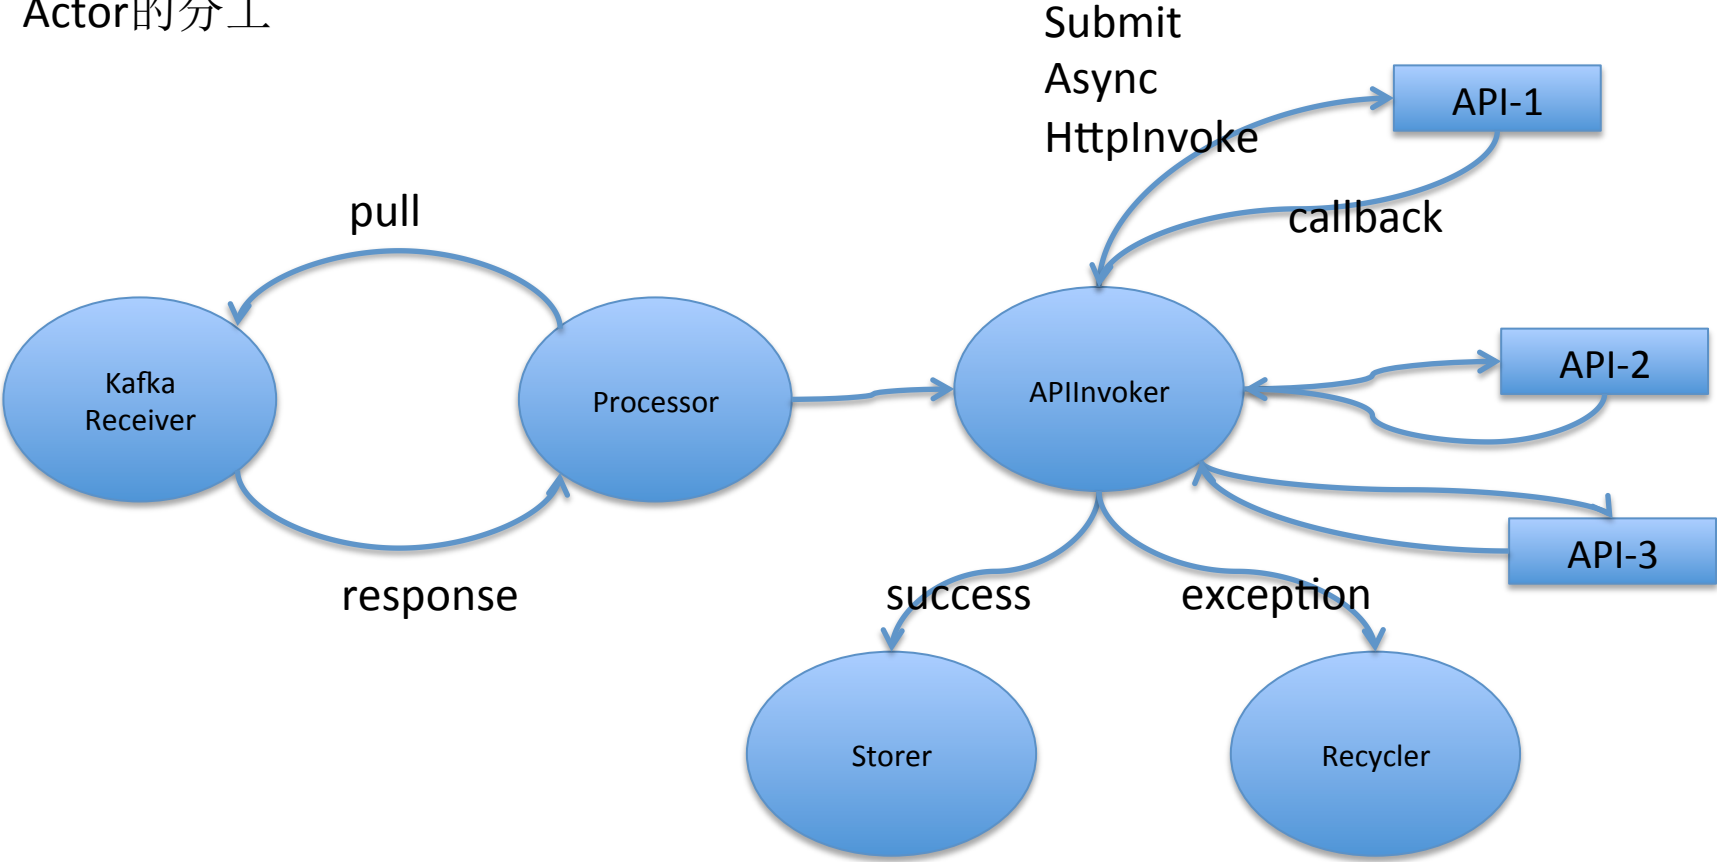 Actor的分工
Submit
Async
HttpInvoke
API-1
pull
callback
Kafka
Receiver
Processor
APIInvoker
API-2
API-3
response
success
exception
Storer
Recycler